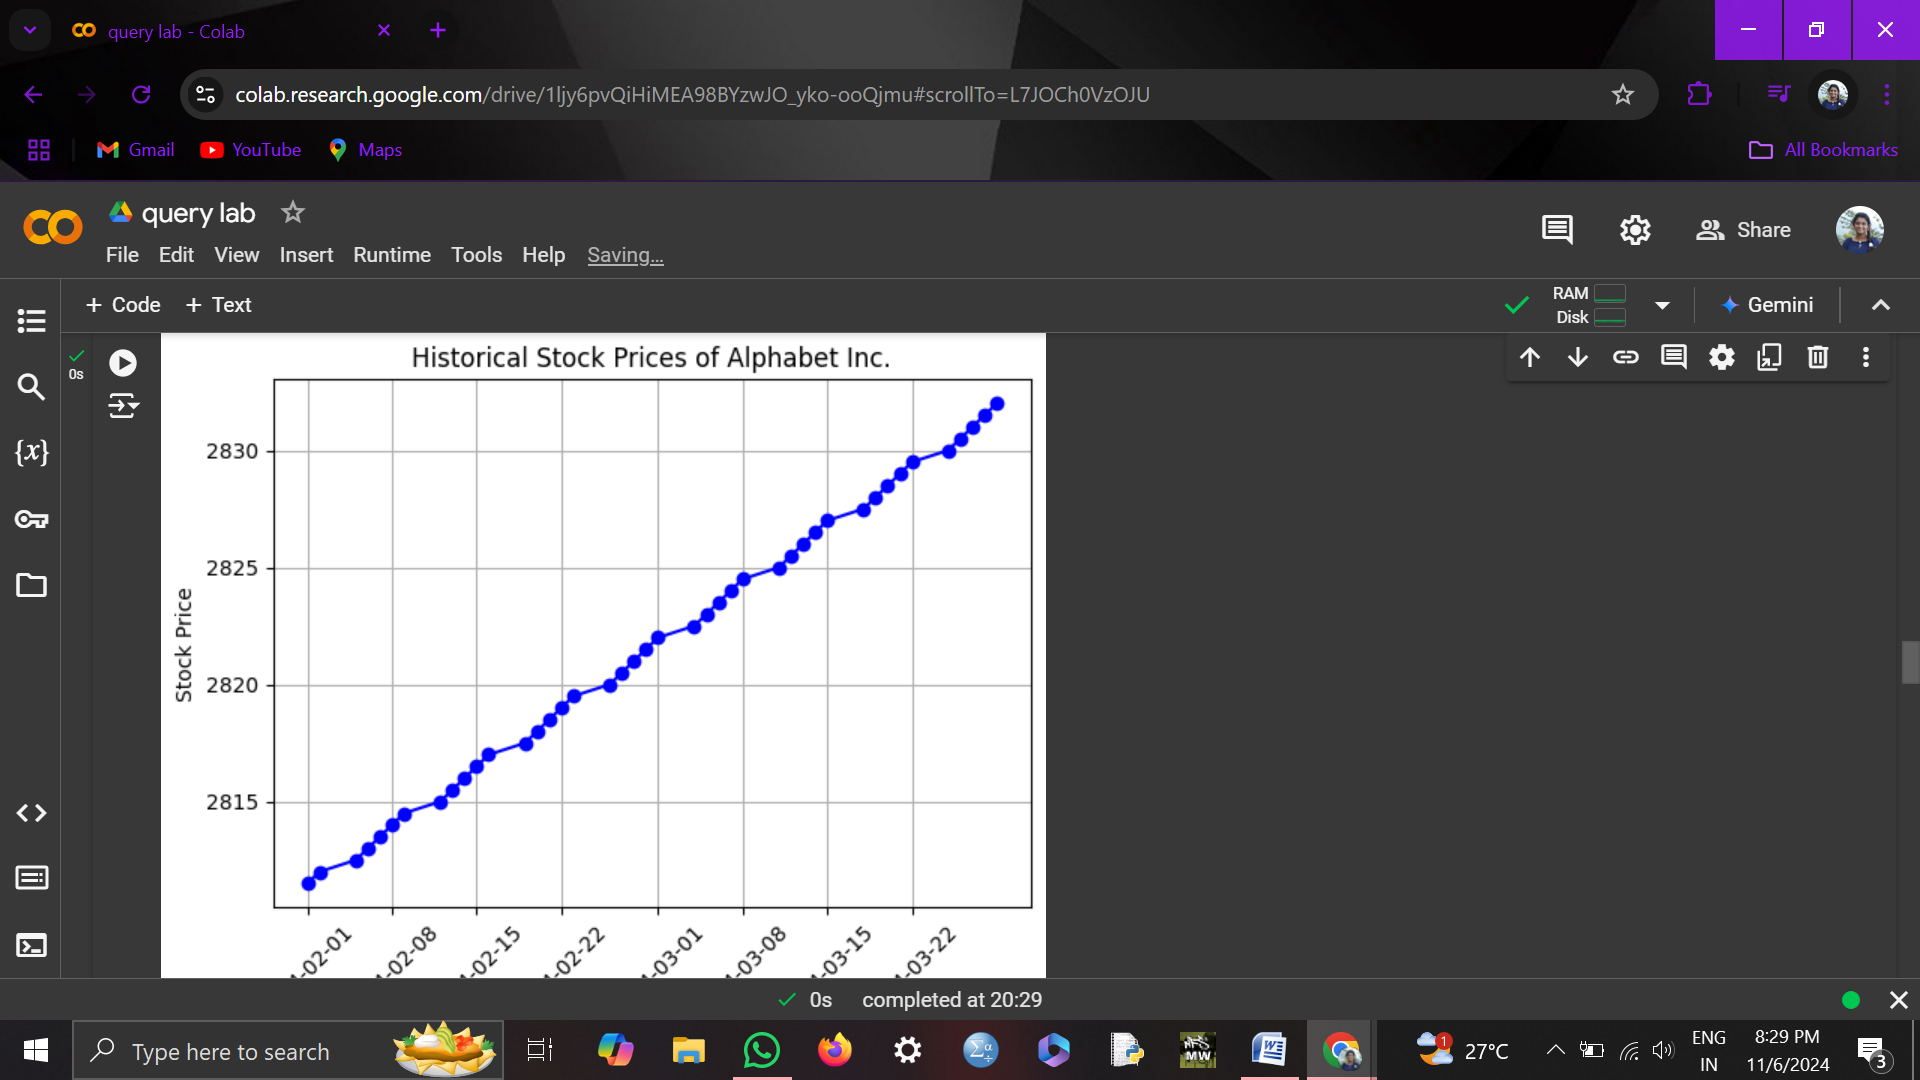 query lab - Colab
colab.research.google.com/drive/1ljy6pvQiHiMEA98BYzwJO_yko-ooQjmu#scrollTo=L7JOCh0VzOJU
Gmail YouTube Maps All Bookmarks
query lab
File Edit View Insert Runtime Tools Help Saving...
Share
+ Code + Text
RAM
Disk
Gemini
0s
Historical Stock Prices of Alphabet Inc.
Stock Price
2830
2825
2820
2815
-02-01
-02-08
-02-15
-02-22
-03-01
-03-08
-03-15
-03-22
0s completed at 20:29
Type here to search
MW
1
27°C
ENG
IN
8:29 PM
11/6/2024
3